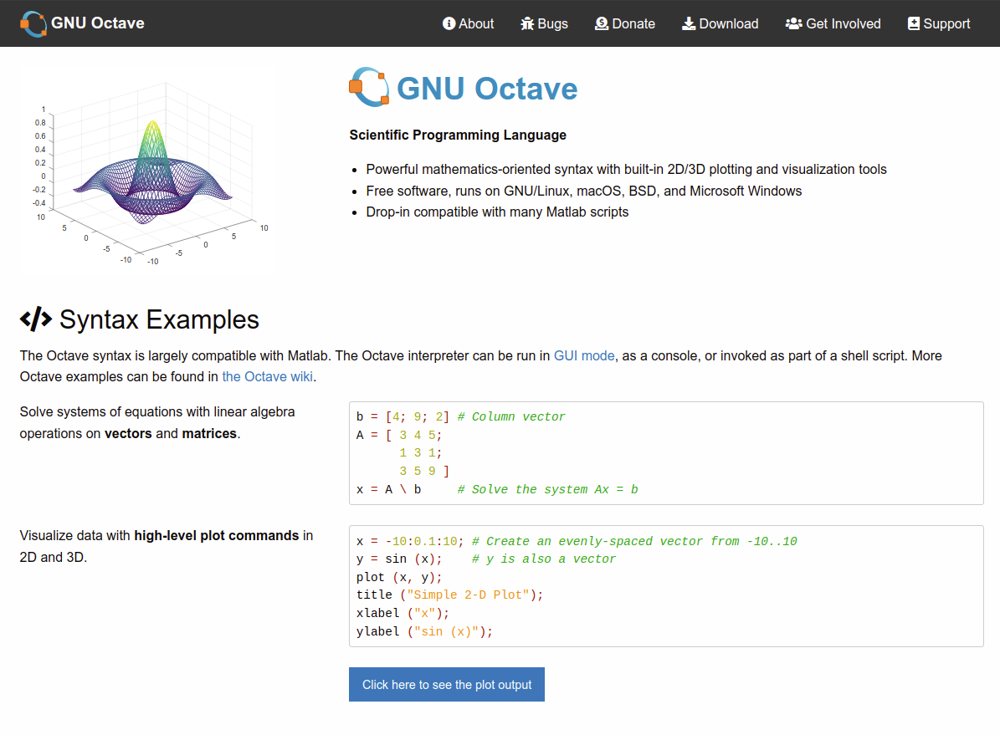 GNU Octave
About
Bugs
Donate
Download
Get Involved
Support
1
0.8
0.6
0.4
0.2
0
-0.2
-0.4
10
5
0
-5
-10
-10
-5
0
5
10
GNU Octave
Scientific Programming Language
Powerful mathematics-oriented syntax with built-in 2D/3D plotting and visualization tools
Free software, runs on GNU/Linux, macOS, BSD, and Microsoft Windows
Drop-in compatible with many Matlab scripts
</> Syntax Examples
The Octave syntax is largely compatible with Matlab. The Octave interpreter can be run in GUI mode, as a console, or invoked as part of a shell script. More
Octave examples can be found in the Octave wiki.
Solve systems of equations with linear algebra
operations on vectors and matrices.
b = [4; 9; 2] # Column vector
A = [ 3 4 5;
      1 3 1;
      3 5 9 ]
x = A \ b     # Solve the system Ax = b
Visualize data with high-level plot commands in
2D and 3D.
x = -10:0.1:10; # Create an evenly-spaced vector from -10..10
y = sin (x);    # y is also a vector
plot (x, y);
title ("Simple 2-D Plot");
xlabel ("x");
ylabel ("sin (x)");
Click here to see the plot output